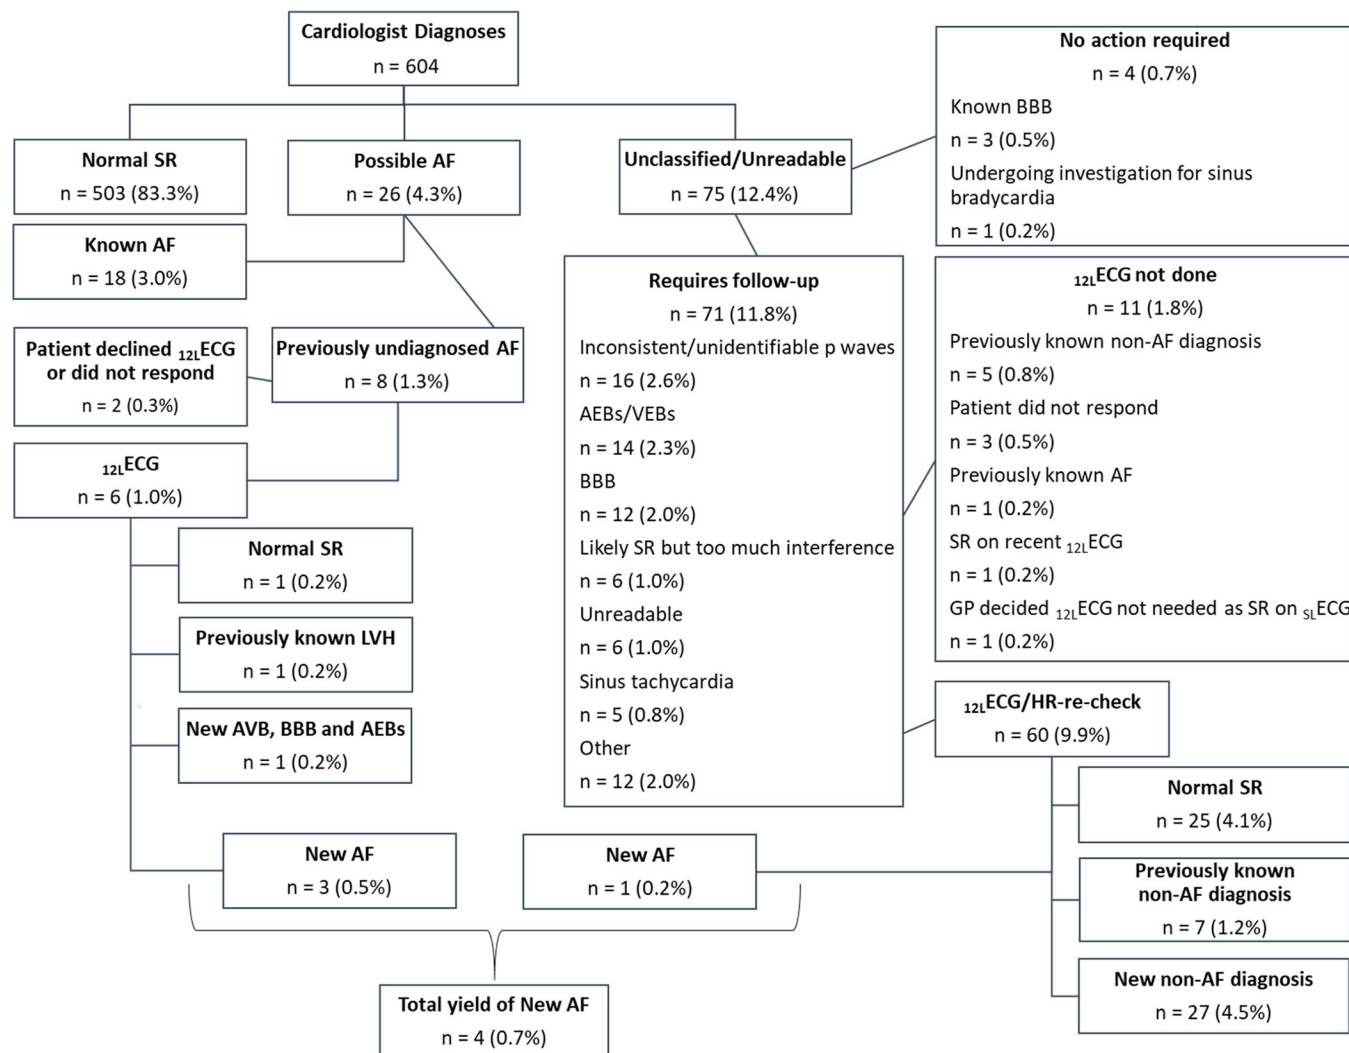 Cardiologist Diagnoses
n = 604
No action required
n = 4 (0.7%)
Known BBB
n = 3 (0.5%)
Undergoing investigation for sinus
bradycardia
n = 1 (0.2%)
Normal SR
n = 503 (83.3%)
Possible AF
n = 26 (4.3%)
Unclassified/Unreadable
n = 75 (12.4%)
Known AF
n = 18 (3.0%)
Patient declined 12LECG
or did not respond
n = 2 (0.3%)
Previously undiagnosed AF
n = 8 (1.3%)
12LECG
n = 6 (1.0%)
Normal SR
n = 1 (0.2%)
Previously known LVH
n = 1 (0.2%)
New AVB, BBB and AEBs
n = 1 (0.2%)
New AF
n = 3 (0.5%)
Requires follow-up
n = 71 (11.8%)
Inconsistent/unidentifiable p waves
n = 16 (2.6%)
AEBs/VEBs
n = 14 (2.3%)
BBB
n = 12 (2.0%)
Likely SR but too much interference
n = 6 (1.0%)
Unreadable
n = 6 (1.0%)
Sinus tachycardia
n = 5 (0.8%)
Other
n = 12 (2.0%)
12LECG not done
n = 11 (1.8%)
Previously known non-AF diagnosis
n = 5 (0.8%)
Patient did not respond
n = 3 (0.5%)
Previously known AF
n = 1 (0.2%)
SR on recent 12LECG
n = 1 (0.2%)
GP decided 12LECG not needed as SR on SLECG
n = 1 (0.2%)
12LECG/HR-re-check
n = 60 (9.9%)
Normal SR
n = 25 (4.1%)
Previously known
non-AF diagnosis
n = 7 (1.2%)
New non-AF diagnosis
n = 27 (4.5%)
New AF
n = 1 (0.2%)
Total yield of New AF
n = 4 (0.7%)